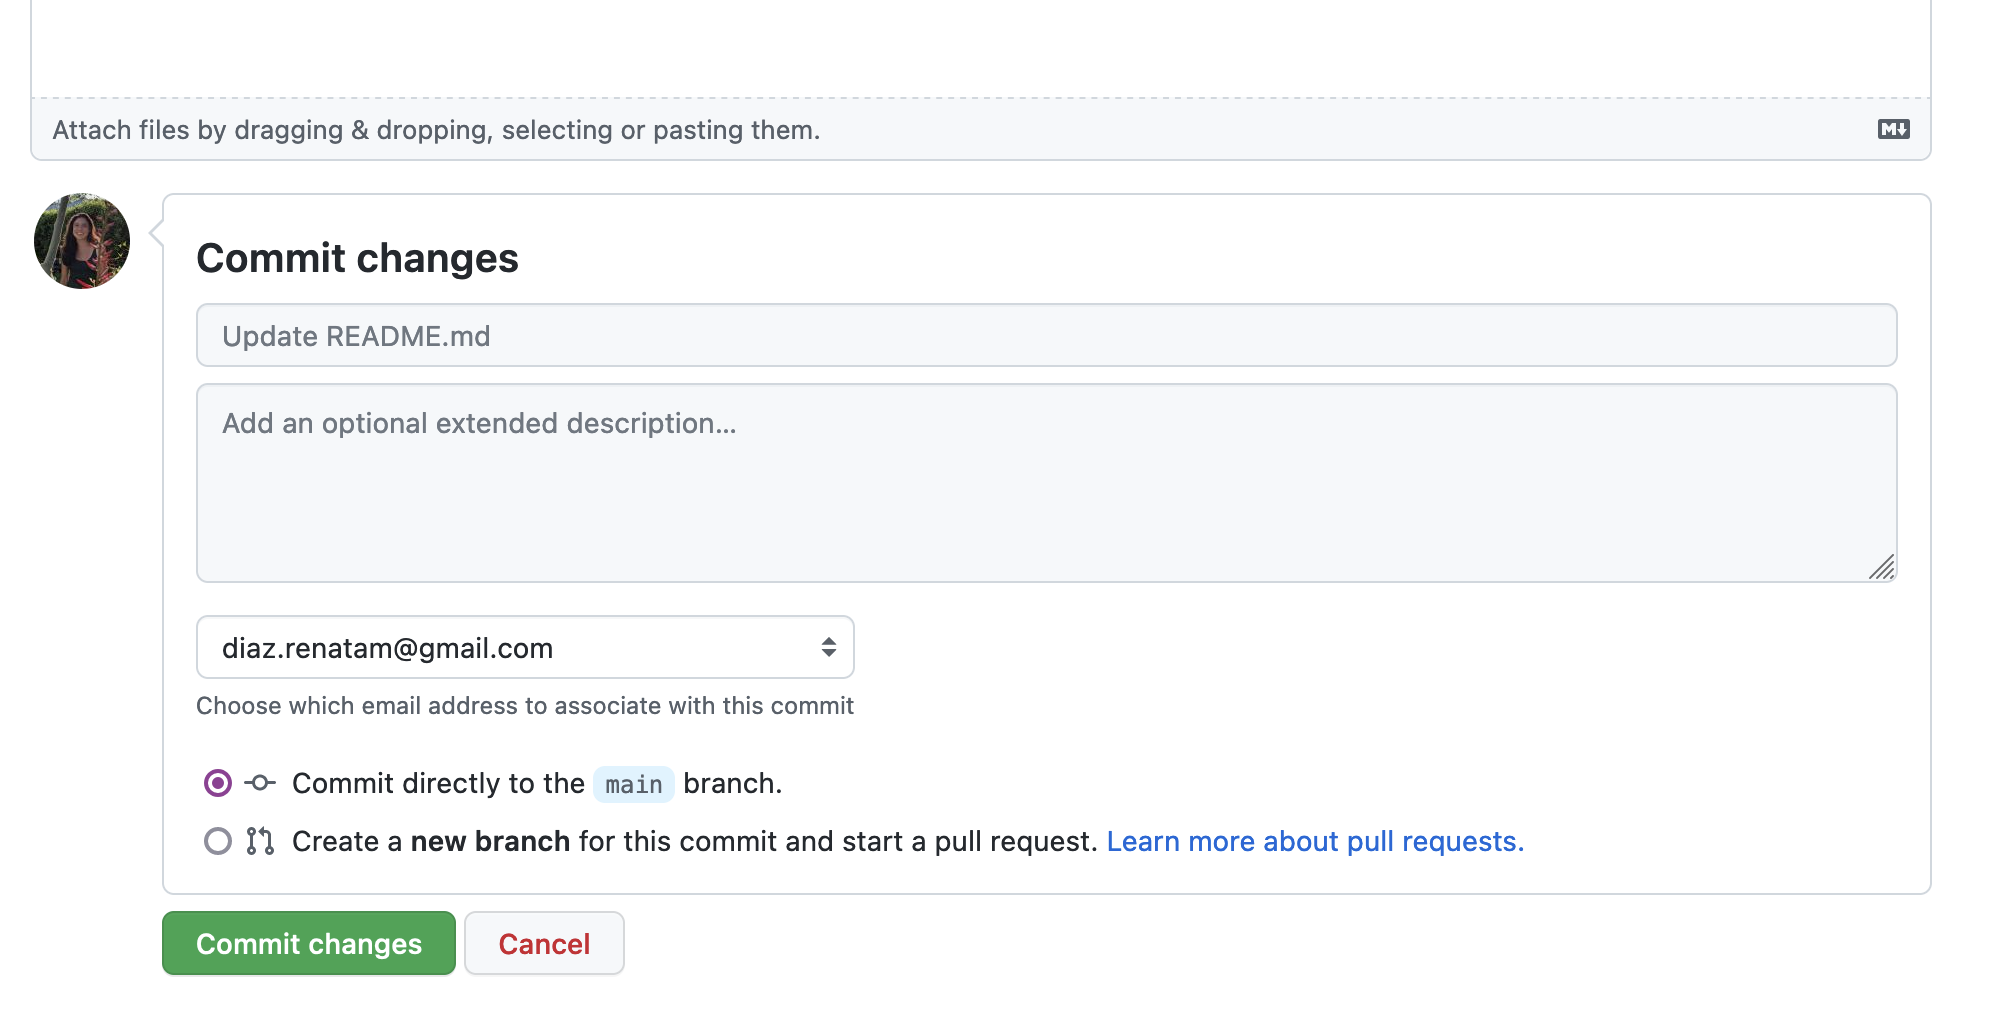 Attach files by dragging & dropping, selecting or pasting them.
M
Commit changes
Update README.md
Add an optional extended description...
diaz.renatam@gmail.com
Choose which email address to associate with this commit
Commit directly to the main branch.
Create a new branch for this commit and start a pull request. Learn more about pull requests.
Commit changes
Cancel